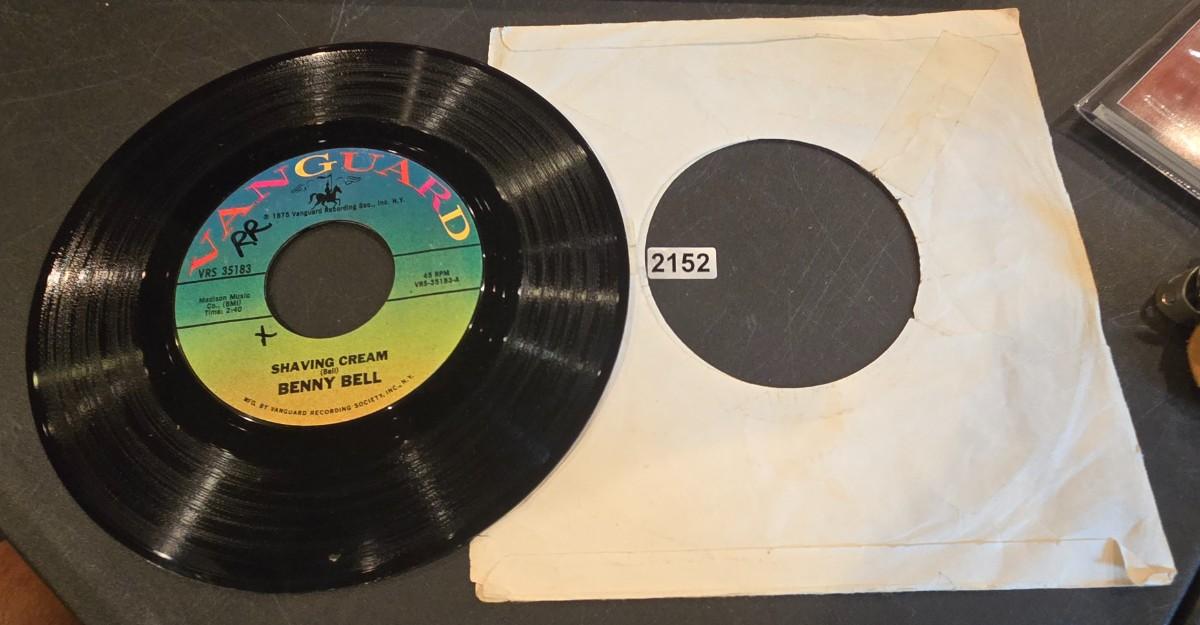 VANGUARD
℗ 1975 Vanguard Recording Soc., Inc. N.Y.
RR
VRS 35183
45 RPM
VRS-35183-A
Madison Music
Co., (BMI)
Time: 2:40
+
SHAVING CREAM
(Bell)
BENNY BELL
MFG. BY VANGUARD RECORDING SOCIETY, INC., N.Y.
2152